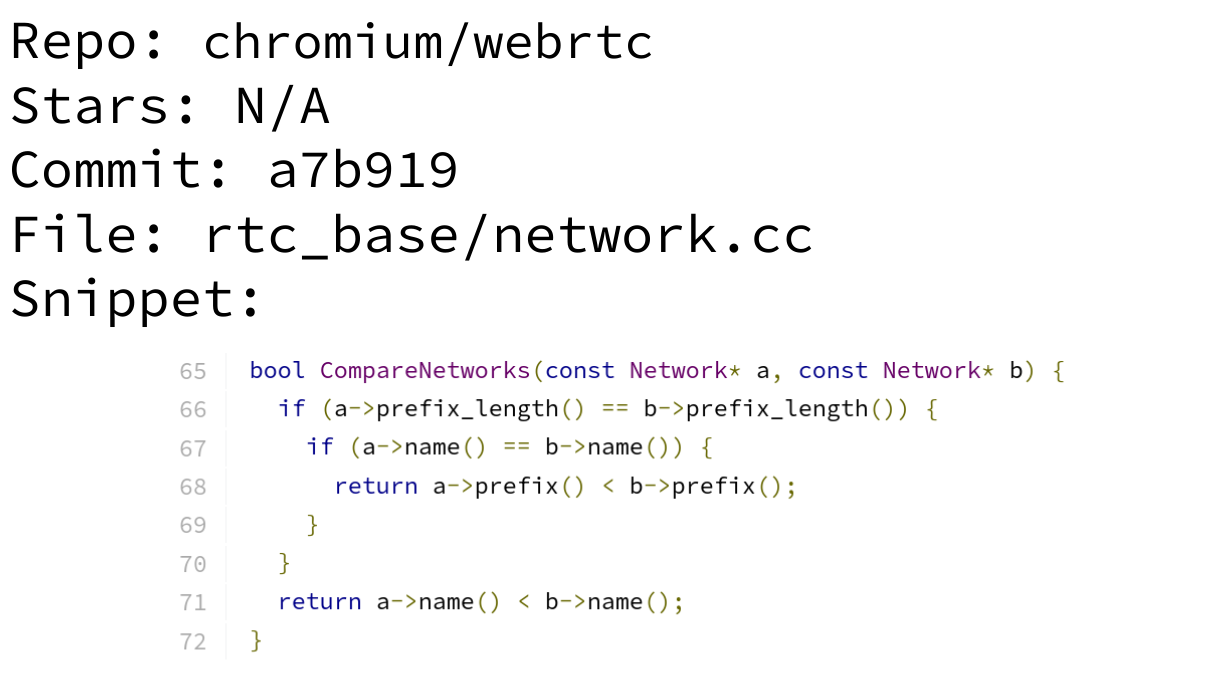 Repo: chromium/webrtc
Stars: N/A
Commit: a7b919
File: rtc_base/network.cc
Snippet:
65 bool CompareNetworks(const Network* a, const Network* b) {
66   if (a->prefix_length() == b->prefix_length()) {
67     if (a->name() == b->name()) {
68       return a->prefix() < b->prefix();
69     }
70   }
71   return a->name() < b->name();
72 }